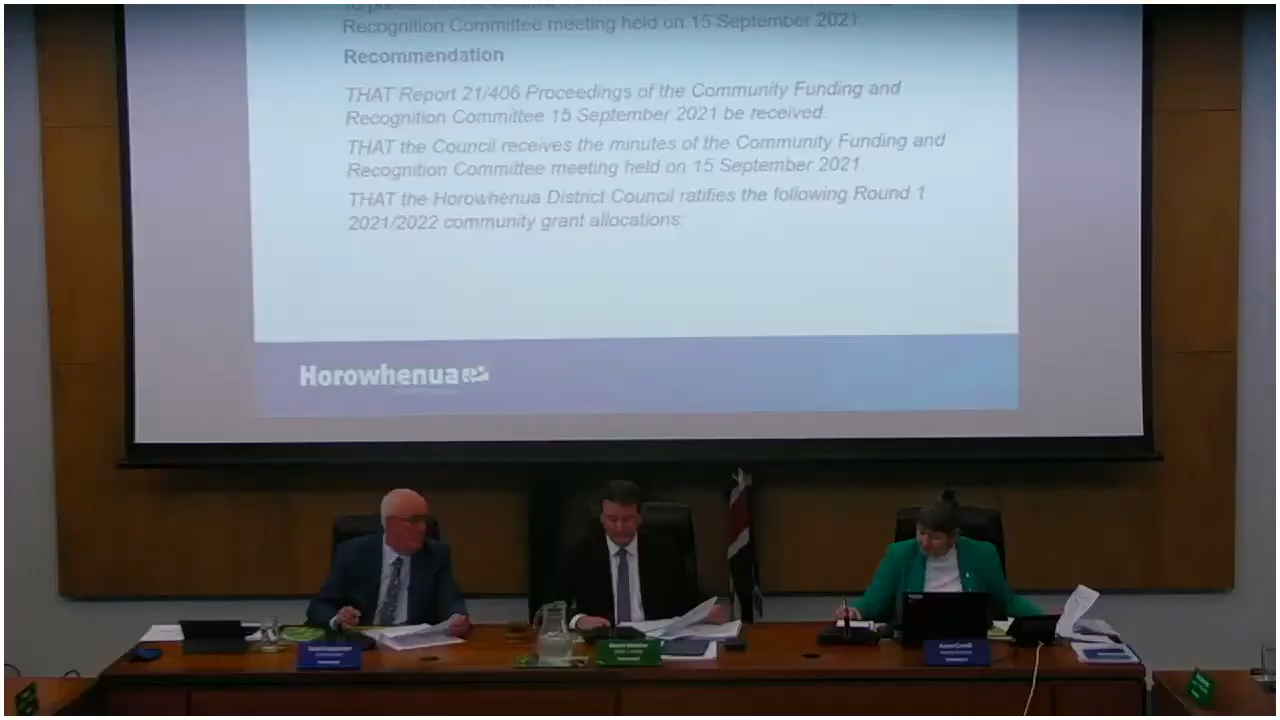 Recognition Committee meeting held on 15 September 2021.
Recommendation
THAT Report 21/406 Proceedings of the Community Funding and
Recognition Committee 15 September 2021 be received.
THAT the Council receives the minutes of the Community Funding and
Recognition Committee meeting held on 15 September 2021.
THAT the Horowhenua District Council ratifies the following Round 1
2021/2022 community grant allocations:
Horowhenua